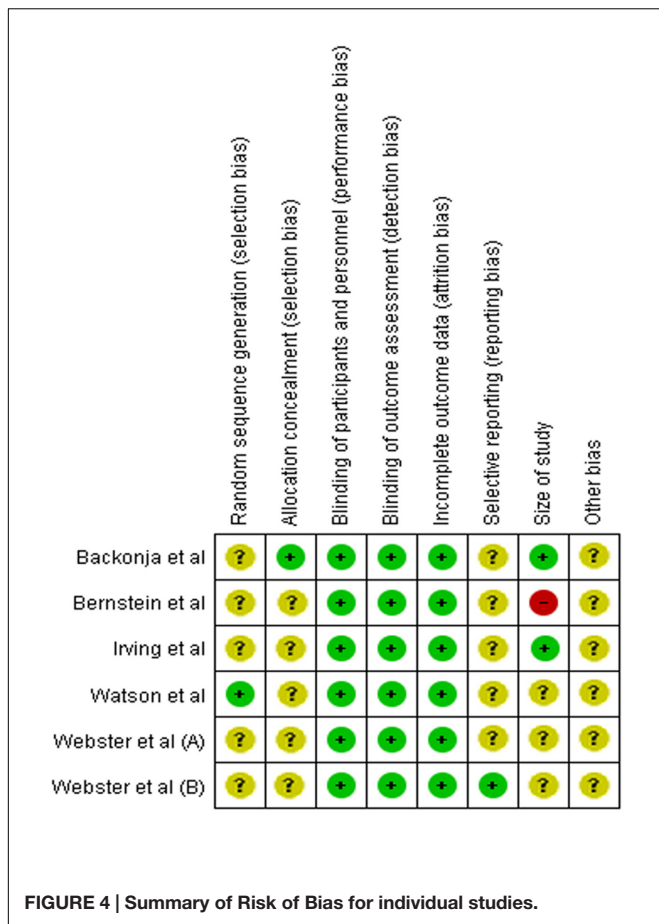 Random sequence generation (selection bias)
Allocation concealment (selection bias)
Blinding of participants and personnel (performance bias)
Blinding of outcome assessment (detection bias)
Incomplete outcome data (attrition bias)
Selective reporting (reporting bias)
Size of study
Other bias
Backonja et al ? + + + + ? + ?
Bernstein et al ? ? + + + ? - ?
Irving et al ? ? + + + ? + ?
Watson et al + ? + + + ? ? ?
Webster et al (A) ? ? + + + ? ? ?
Webster et al (B) ? ? + + + + ? ?
FIGURE 4 | Summary of Risk of Bias for individual studies.